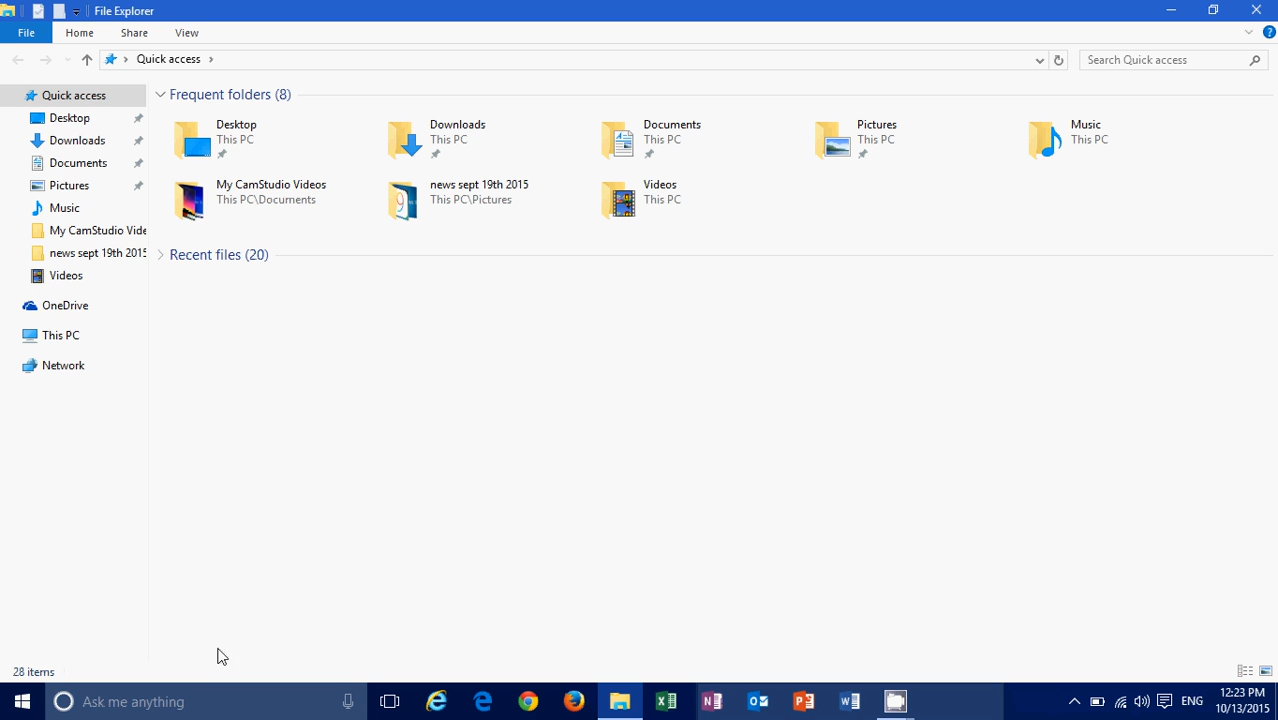 File Explorer
File Home Share View
Quick access
Search Quick access
Quick access
Desktop
Downloads
Documents
Pictures
Music
My CamStudio Vide
news sept 19th 2015
Videos
OneDrive
This PC
Network
Frequent folders (8)
Desktop
This PC
Downloads
This PC
Documents
This PC
Pictures
This PC
Music
This PC
My CamStudio Videos
This PC\Documents
news sept 19th 2015
This PC\Pictures
Videos
This PC
Recent files (20)
28 items
Ask me anything
ENG
12:23 PM
10/13/2015